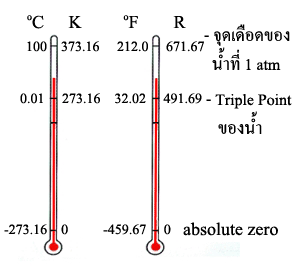 °C K °F R
100 373.16 212.0 671.67 - จุดเดือดของ
น้ำที่ 1 atm
0.01 273.16 32.02 491.69 - Triple Point
ของน้ำ
-273.16 0 -459.67 0 absolute zero